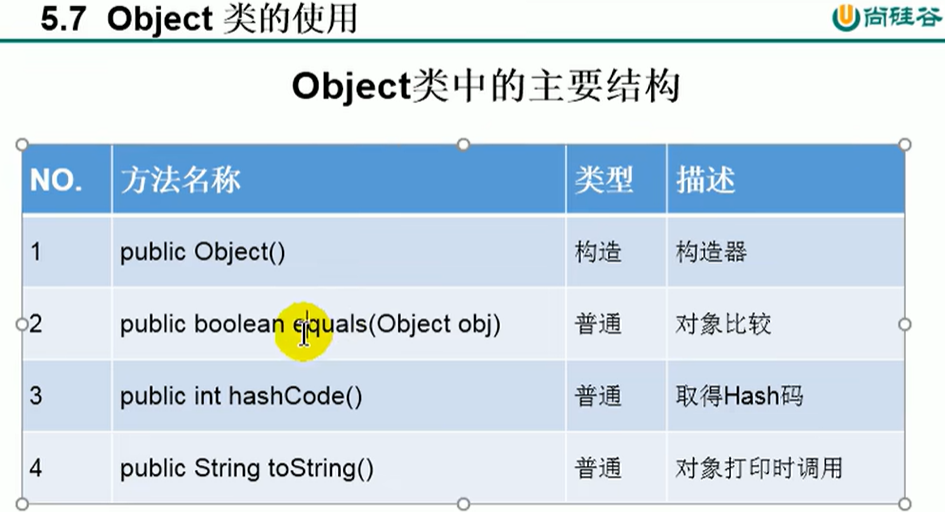 5.7 Object 类的使用
尚硅谷
Object类中的主要结构
NO. 方法名称 类型 描述
1 public Object() 构造 构造器
2 public boolean equals(Object obj) 普通 对象比较
3 public int hashCode() 普通 取得Hash码
4 public String toString() 普通 对象打印时调用